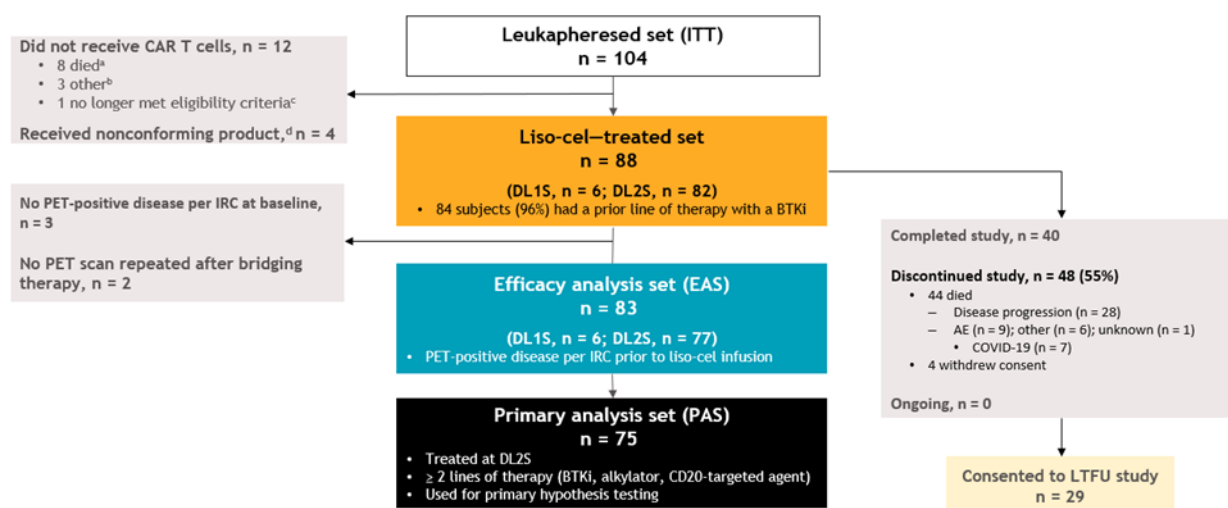 Leukapheresed set (ITT)
n = 104
Did not receive CAR T cells, n = 12
• 8 diedᵃ
• 3 otherᵇ
• 1 no longer met eligibility criteriaᶜ
Received nonconforming product,ᵈ n = 4
Liso-cel—treated set
n = 88
(DL1S, n = 6; DL2S, n = 82)
• 84 subjects (96%) had a prior line of therapy with a BTKi
No PET-positive disease per IRC at baseline,
n = 3
No PET scan repeated after bridging
therapy, n = 2
Efficacy analysis set (EAS)
n = 83
(DL1S, n = 6; DL2S, n = 77)
• PET-positive disease per IRC prior to liso-cel infusion
Primary analysis set (PAS)
n = 75
• Treated at DL2S
• ≥ 2 lines of therapy (BTKi, alkylator, CD20-targeted agent)
• Used for primary hypothesis testing
Completed study, n = 40
Discontinued study, n = 48 (55%)
• 44 died
– Disease progression (n = 28)
– AE (n = 9); other (n = 6); unknown (n = 1)
• COVID-19 (n = 7)
• 4 withdrew consent
Ongoing, n = 0
Consented to LTFU study
n = 29